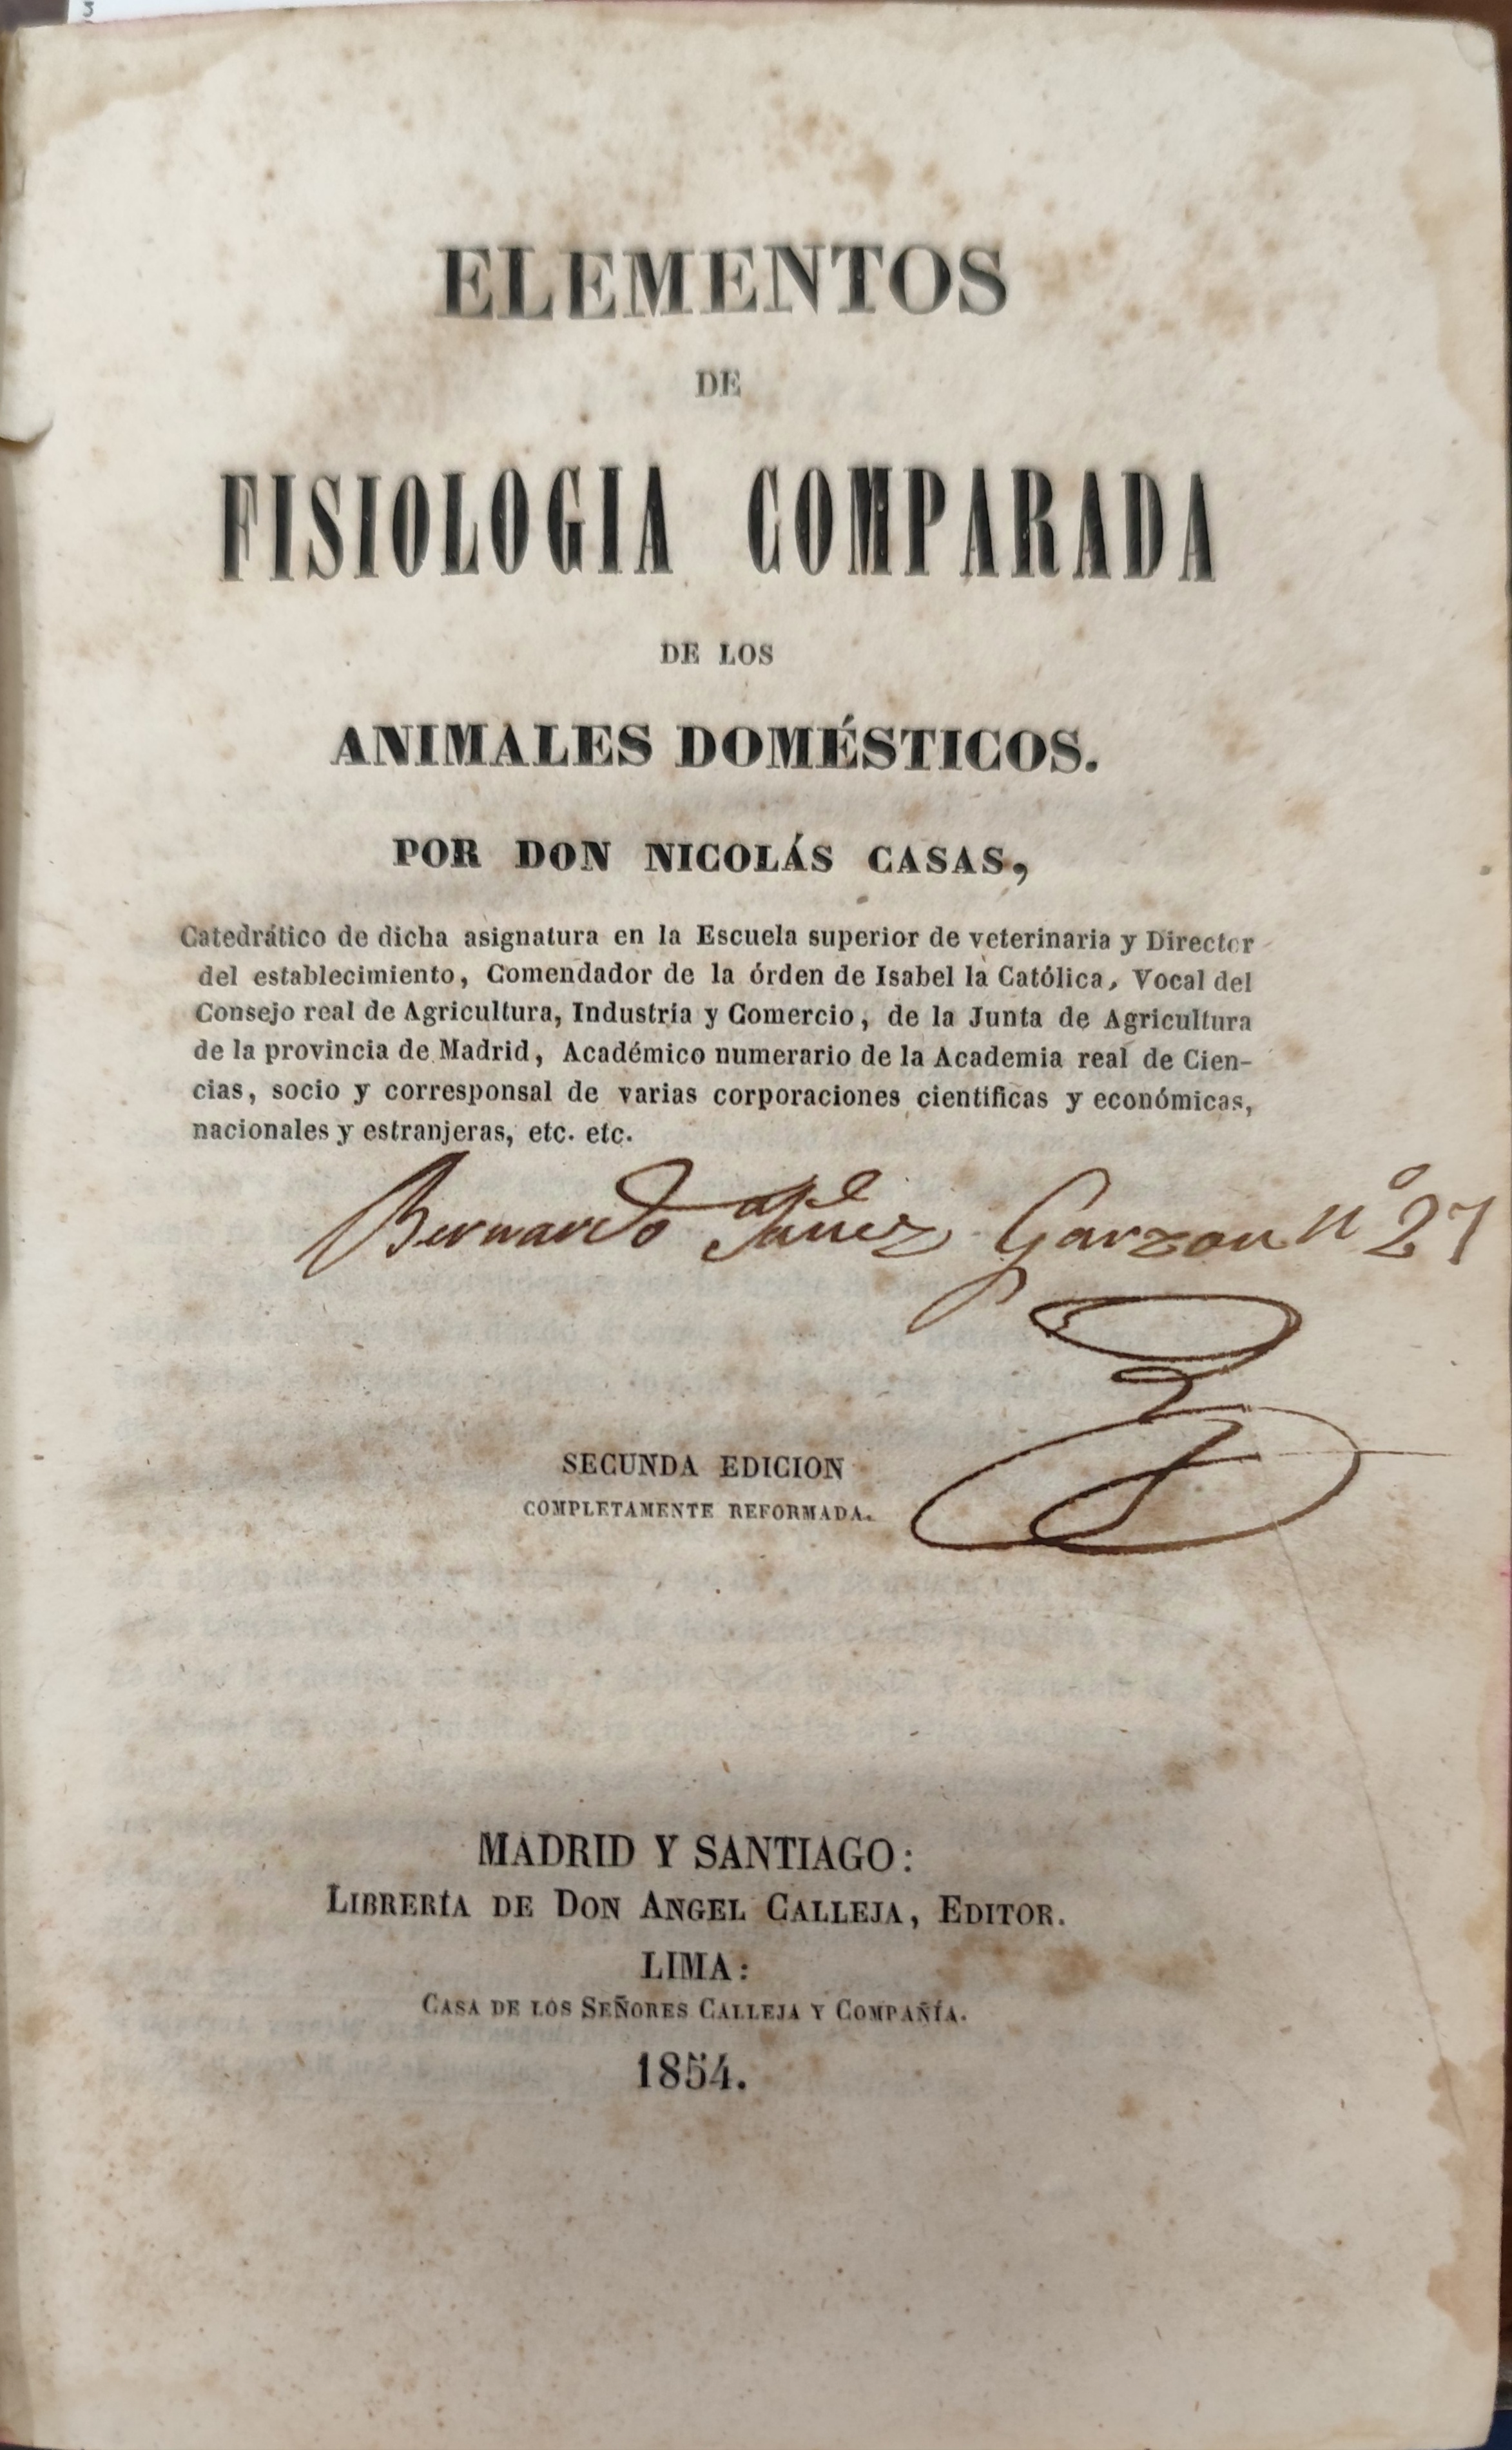 3
ELEMENTOS
DE
FISIOLOGIA COMPARADA
DE LOS
ANIMALES DOMÉSTICOS.
POR DON NICOLÁS CASAS,
Catedrático de dicha asignatura en la Escuela superior de veterinaria y Director
del establecimiento, Comendador de la órden de Isabel la Católica, Vocal del
Consejo real de Agricultura, Industria y Comercio, de la Junta de Agricultura
de la provincia de Madrid, Académico numerario de la Academia real de Cien-
cias, socio y corresponsal de varias corporaciones científicas y económicas,
nacionales y estranjeras, etc. etc.
Bernardo Garzon nº 27
SECUNDA EDICION
COMPLETAMENTE REFORMADA.
MADRID Y SANTIAGO:
LIBRERÍA DE DON ANGEL CALLEJA, EDITOR.
LIMA:
CASA DE LOS SEÑORES CALLEJA Y COMPAÑÍA.
1854.